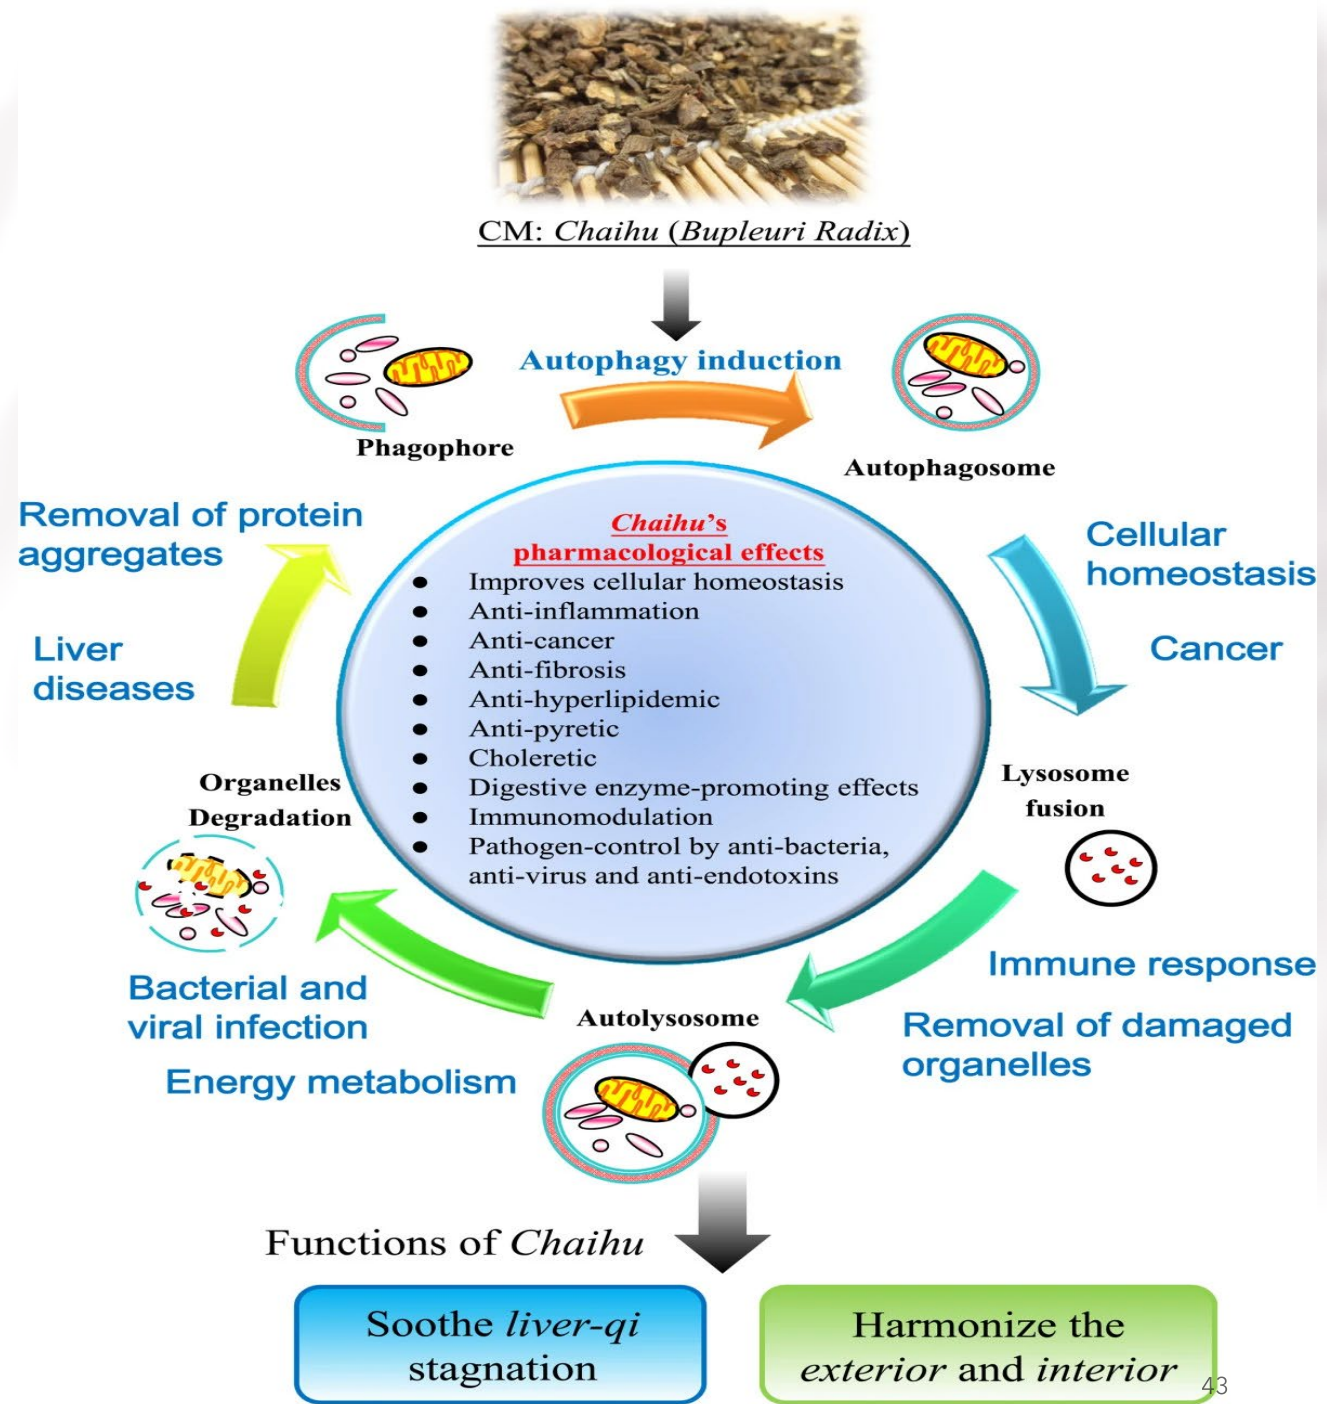 CM: Chaihu (Bupleuri Radix)
Autophagy induction
Phagophore
Autophagosome
Removal of protein
aggregates
Liver
diseases
Chaihu's
pharmacological effects
● Improves cellular homeostasis
● Anti-inflammation
● Anti-cancer
● Anti-fibrosis
● Anti-hyperlipidemic
● Anti-pyretic
● Choleretic
● Digestive enzyme-promoting effects
● Immunomodulation
● Pathogen-control by anti-bacteria,
anti-virus and anti-endotoxins
Cellular
homeostasis
Cancer
Organelles
Degradation
Lysosome
fusion
Bacterial and
viral infection
Energy metabolism
Autolysosome
Immune response
Removal of damaged
organelles
Functions of Chaihu
Soothe liver-qi
stagnation
Harmonize the
exterior and interior
43